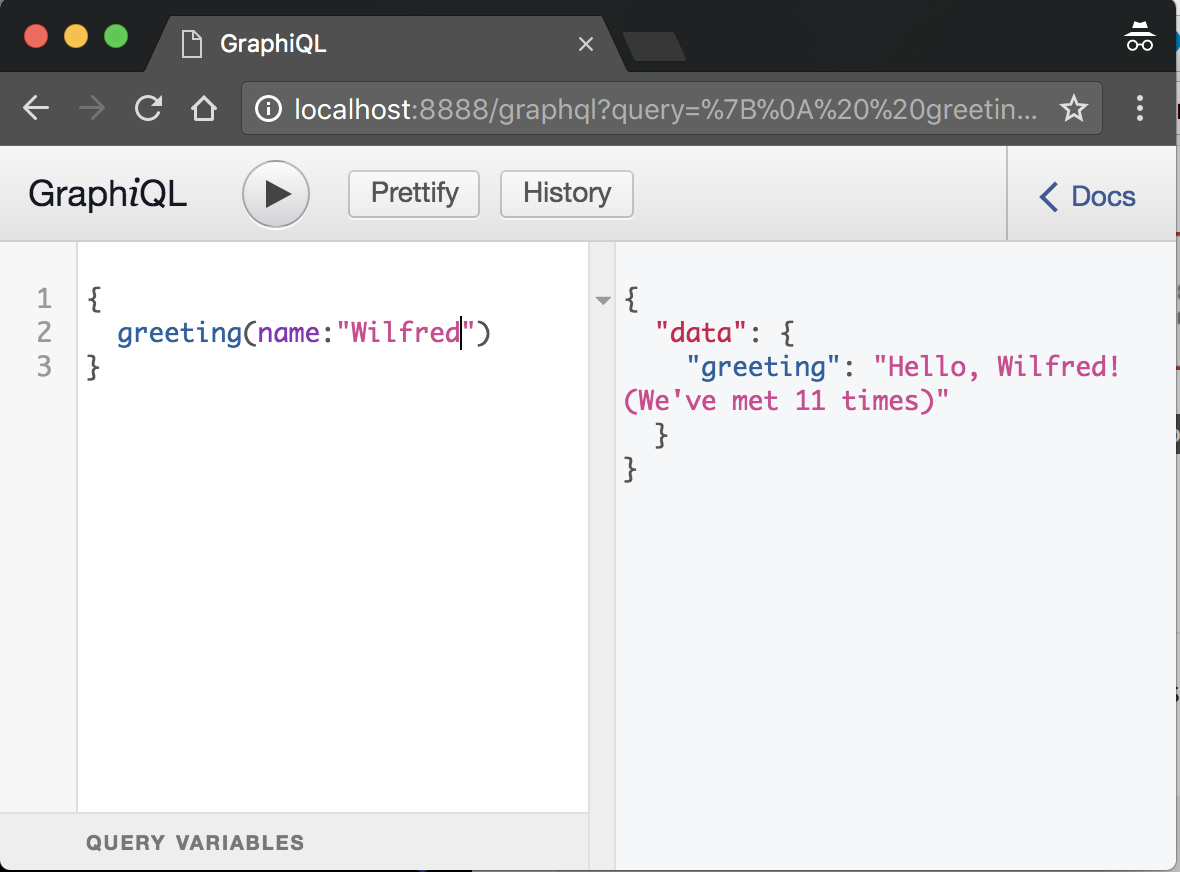 GraphiQL
localhost:8888/graphql?query=%7B%0A%20%20greetin...
GraphiQL
Prettify
History
Docs
1 {
2 greeting(name:"Wilfred")
3 }
{
"data": {
"greeting": "Hello, Wilfred!
(We've met 11 times)"
}
}
QUERY VARIABLES